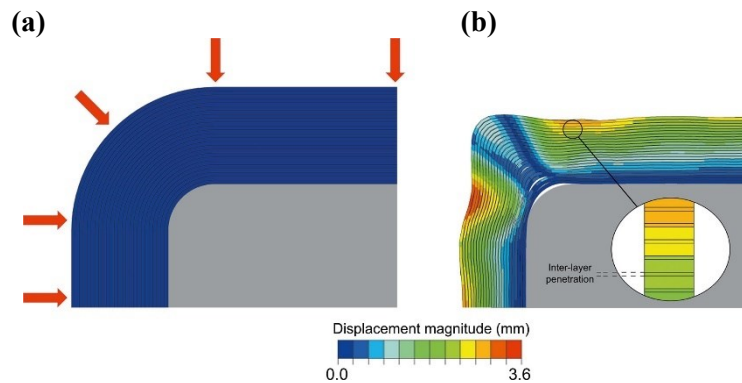 (a)
(b)
Inter-layer
penetration
Displacement magnitude (mm)
0.0
3.6